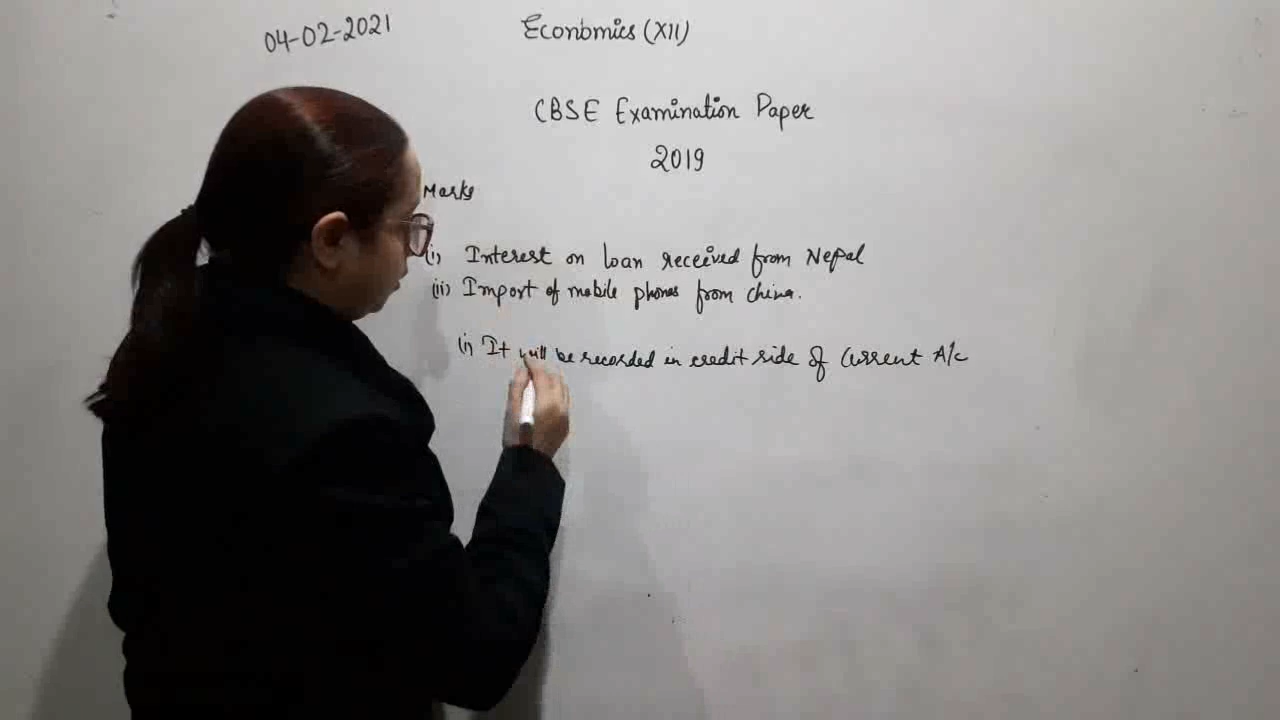 04-02-2021
Economics (XII)
CBSE Examination Paper
2019
Marks
(i) Interest on loan received from Nepal
(ii) Import of mobile phones from China.
(i) It will be recorded in credit side of Current A/c